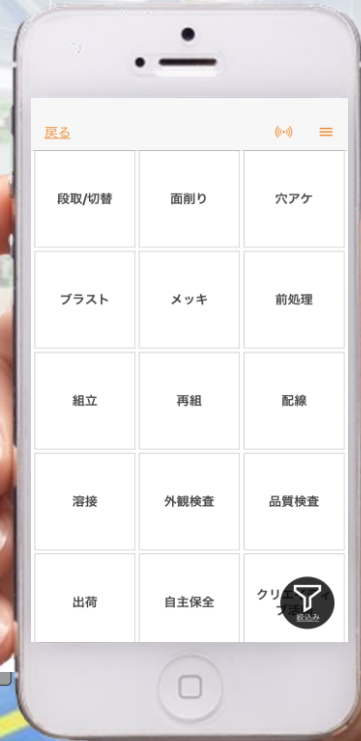 戻る
段取/切替
面削り
穴アケ
ブラスト
メッキ
前処理
組立
再組
配線
溶接
外観検査
品質検査
出荷
自主保全
絞込み